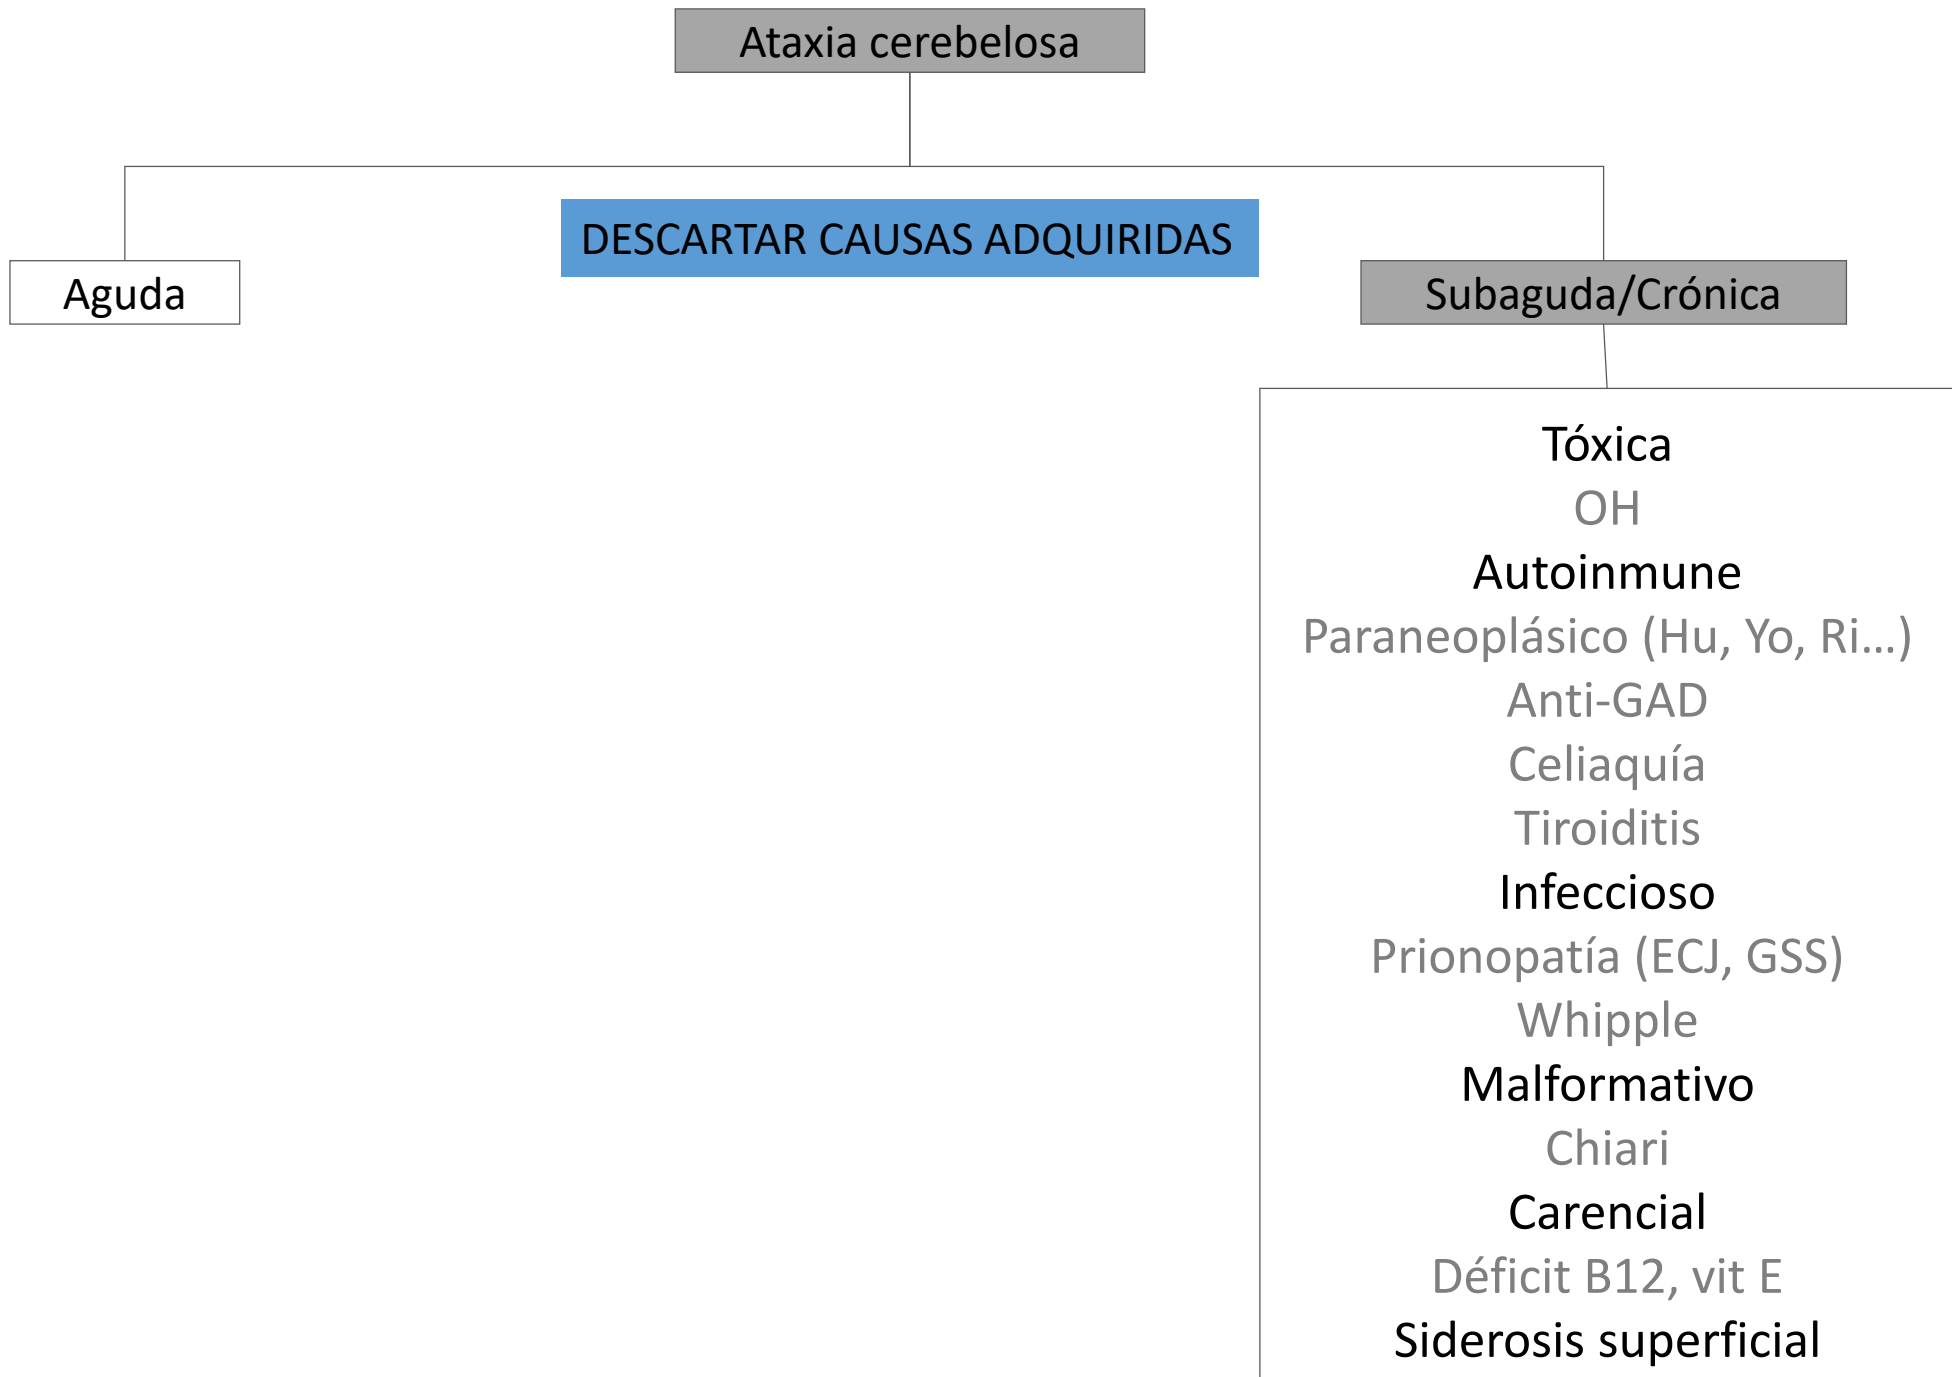 Ataxia cerebelosa
DESCARTAR CAUSAS ADQUIRIDAS
Aguda
Subaguda/Crónica
Tóxica
OH
Autoinmune
Paraneoplásico (Hu, Yo, Ri...)
Anti-GAD
Celiaquía
Tiroiditis
Infeccioso
Prionopatía (ECJ, GSS)
Whipple
Malformativo
Chiari
Carencial
Déficit B12, vit E
Siderosis superficial